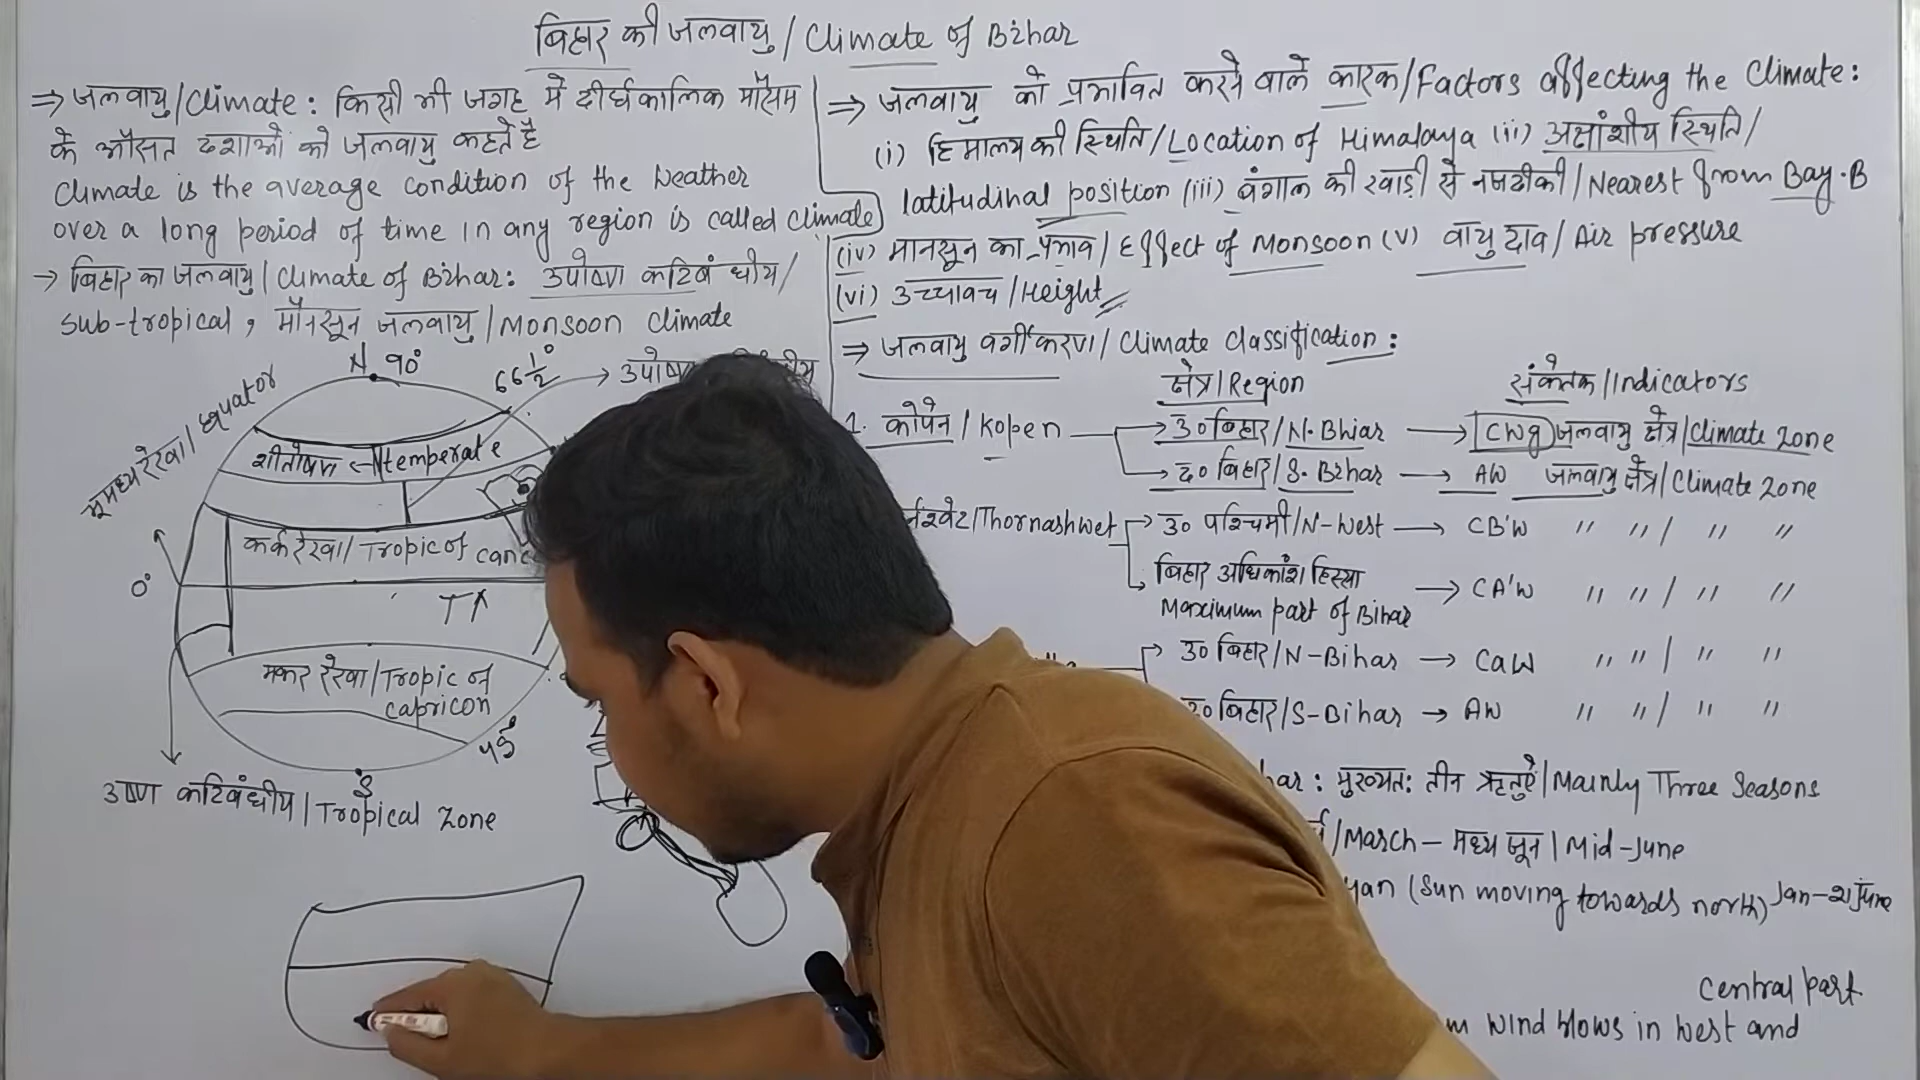 बिहार की जलवायु / Climate of Bihar
⇒ जलवायु/Climate: किसी भी जगह में दीर्घकालिक मौसम
के औसत दशाओं को जलवायु कहते है
Climate is the average condition of the Weather
over a long period of time in any region is called climate
→ बिहार का जलवायु / Climate of Bihar: उपोषण कटिबंधीय/
Sub-tropical, मॉनसून जलवायु / Monsoon Climate
N 90°
66 1/2°
भूमध्य रेखा / Equator
शीतोषण temperate
कर्क रेखा / Tropic of
0°
मकर रेखा / Tropic of
capricon
45°
S
उष्ण कटिबंधीय / Tropical Zone
⇒ जलवायु को प्रभावित करने वाले कारक/Factors affecting the Climate:
(i) हिमालय की स्थिति/Location of Himalaya (ii) अक्षांशीय स्थिति/
latitudinal position (iii) बंगाल की खाड़ी से नजदीकी/Nearest from Bay.B
(iv) मानसून का प्रभाव/Effect of Monsoon (V) वायु दाव/Air pressure
(vi) उच्चावच / Height
⇒ जलवायु वर्गीकरण/Climate Classification:
क्षेत्र/Region संकेतक/Indicators
1. कोपेन / Kopen → उ० बिहार/N.Bhiar → CWg जलवायु क्षेत्र/Climate Zone
→ द० बिहार/S.Bihar → AW जलवायु क्षेत्र/Climate Zone
/Thornashwet → उ० पश्चिमी/N-West → CB'W " " / " "
बिहार अधिकांश हिस्सा → CA'W " " / " "
Maximum part of Bihar
→ उ० बिहार/N-Bihar → CaW " " / " "
द० बिहार/S-Bihar → AW " " / " "
: मुख्यतः तीन ऋतुऐं/Mainly Three Seasons
/March – मध्य जून / Mid-June
(Sun moving towards north) Jan-21 June
Central part
Wind blows in West and